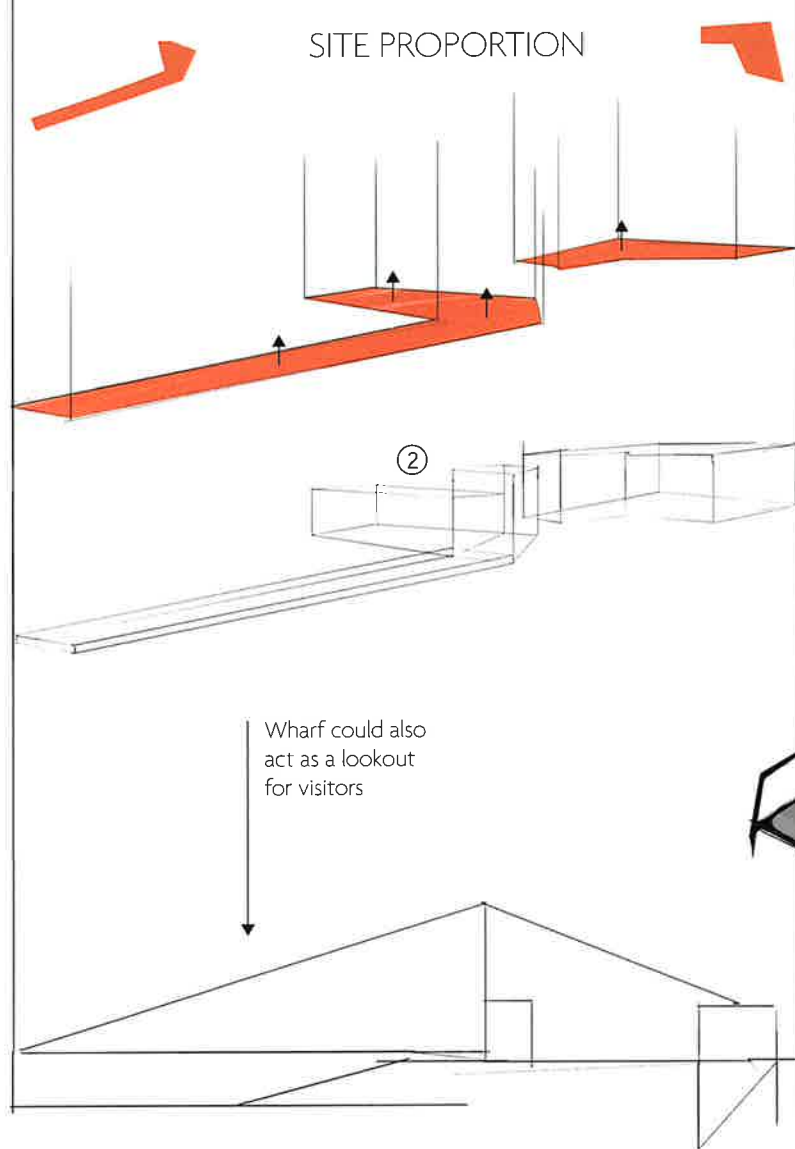 SITE PROPORTION
②
Wharf could also
act as a lookout
for visitors